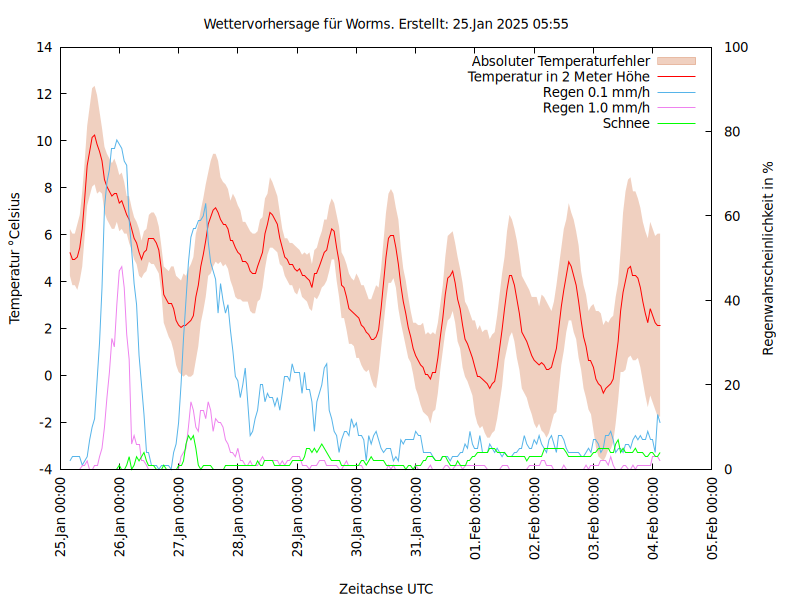 Wettervorhersage für Worms. Erstellt: 25.Jan 2025 05:55
Absoluter Temperaturfehler
Temperatur in 2 Meter Höhe
Regen 0.1 mm/h
Regen 1.0 mm/h
Schnee
Temperatur °Celsius
14
12
10
8
6
4
2
0
-2
-4
100
80
60
40
20
0
Regenwahrscheinlichkeit in %
25.Jan 00:00
26.Jan 00:00
27.Jan 00:00
28.Jan 00:00
29.Jan 00:00
30.Jan 00:00
31.Jan 00:00
01.Feb 00:00
02.Feb 00:00
03.Feb 00:00
04.Feb 00:00
05.Feb 00:00
Zeitachse UTC